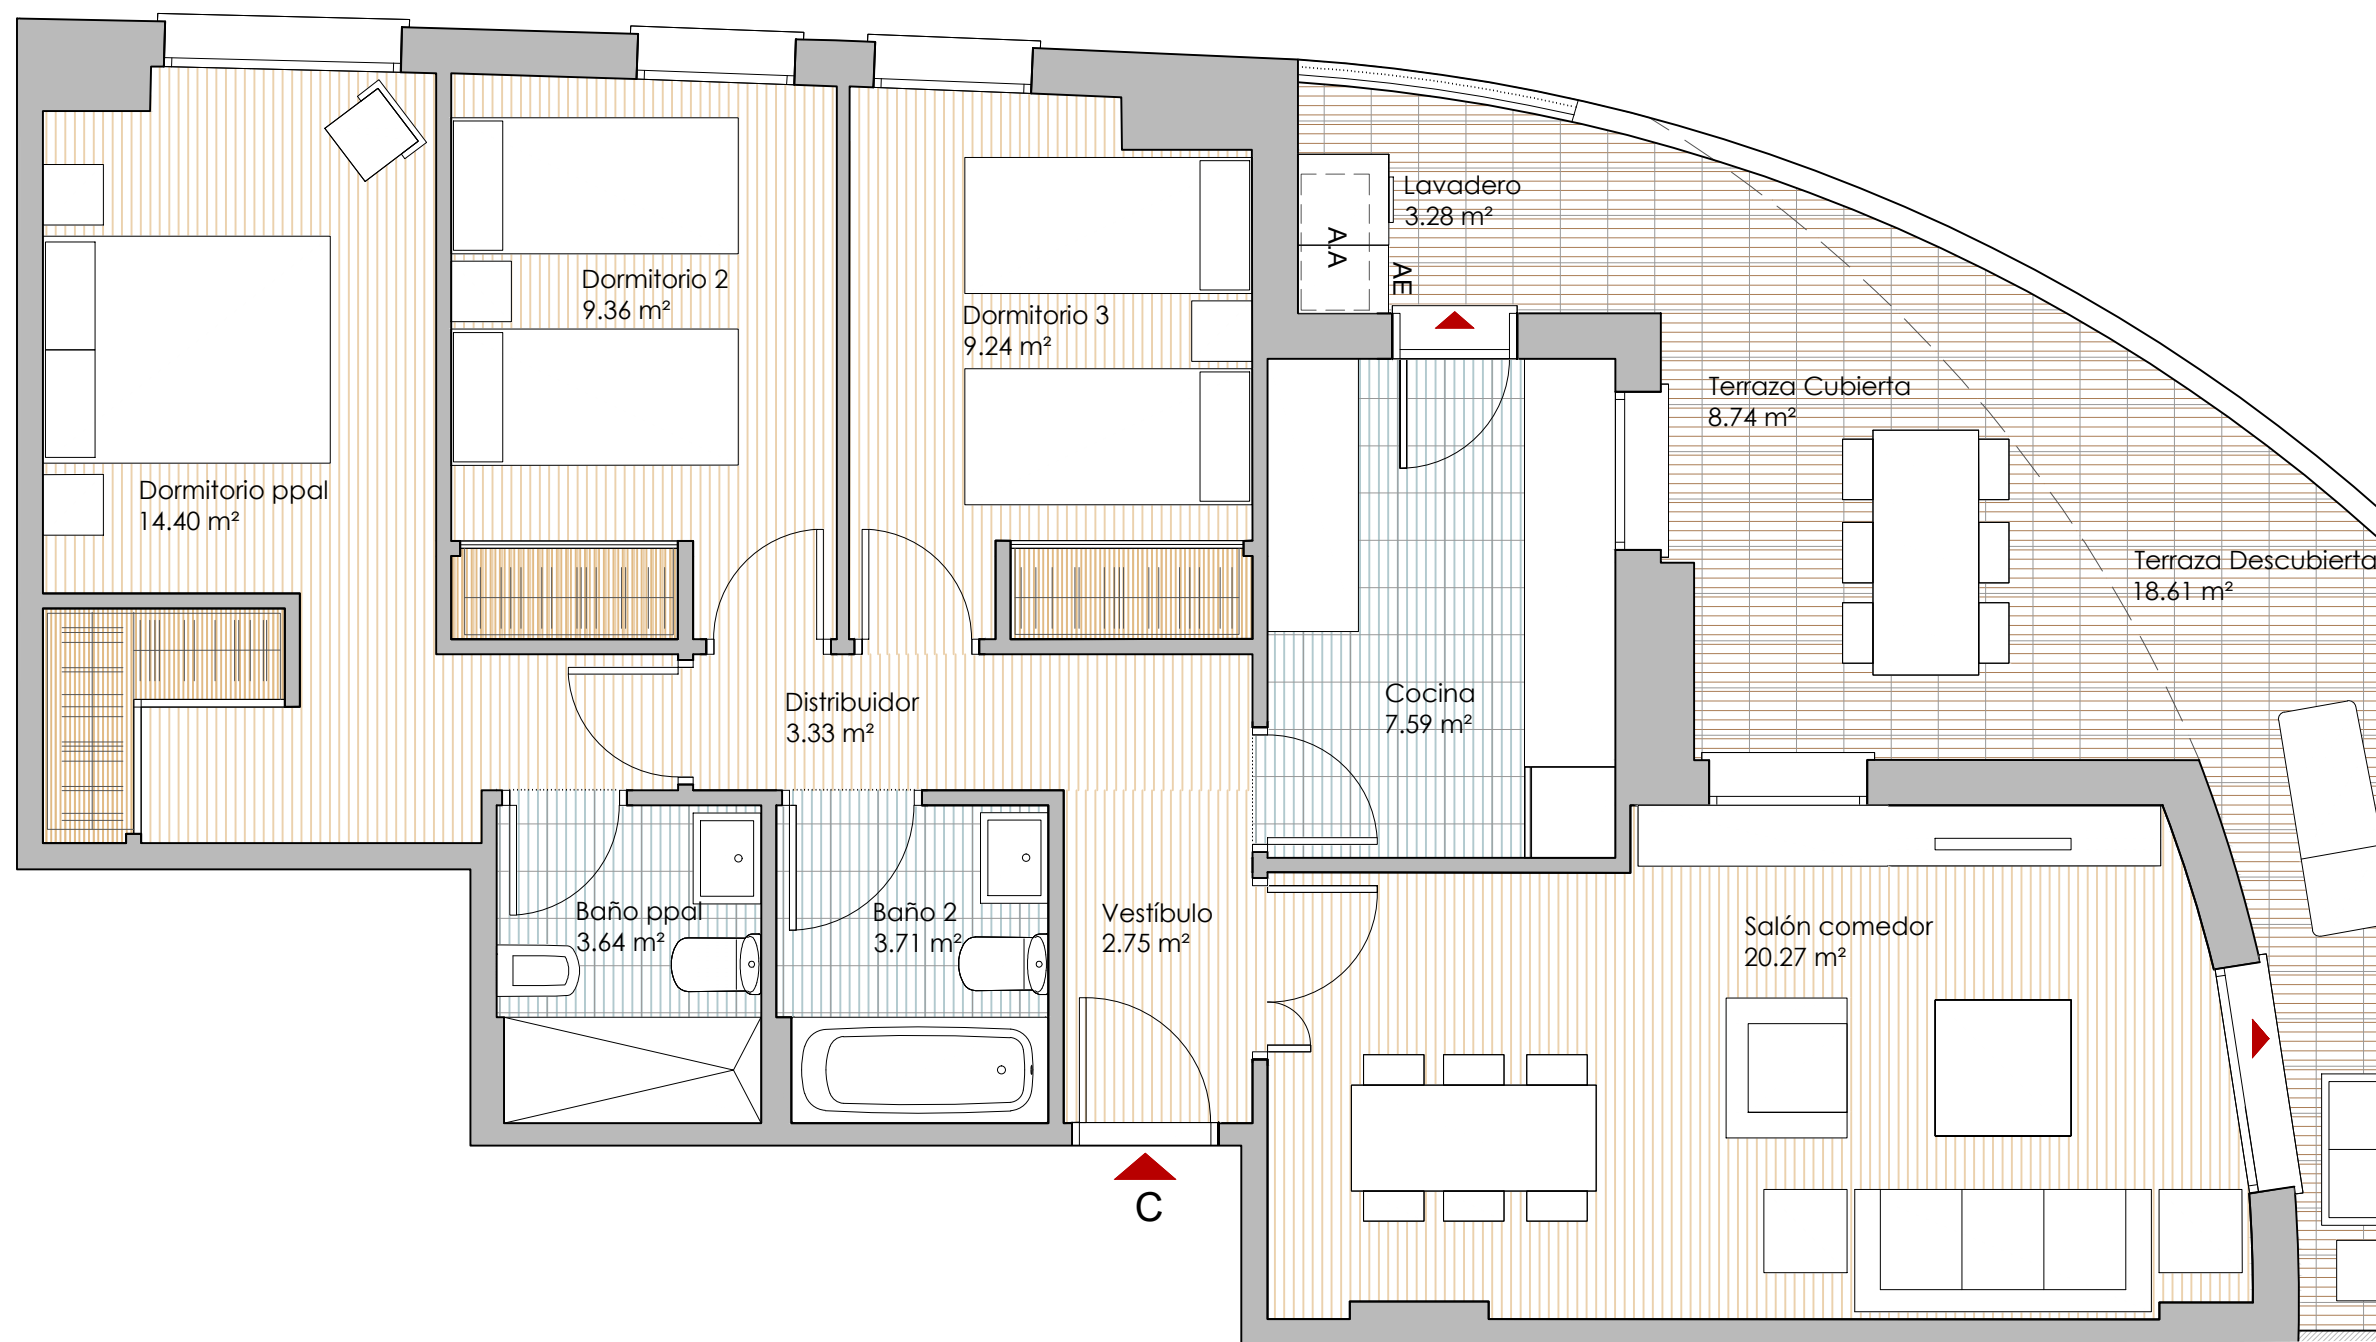 Lavadero
3.28 m²
A.A
AE
Dormitorio 2
9.36 m²
Dormitorio 3
9.24 m²
Terraza Cubierta
8.74 m²
Dormitorio ppal
14.40 m²
Terraza Descubierta
18.61 m²
Distribuidor
3.33 m²
Cocina
7.59 m²
Baño ppal
3.64 m²
Baño 2
3.71 m²
Vestíbulo
2.75 m²
Salón comedor
20.27 m²
C